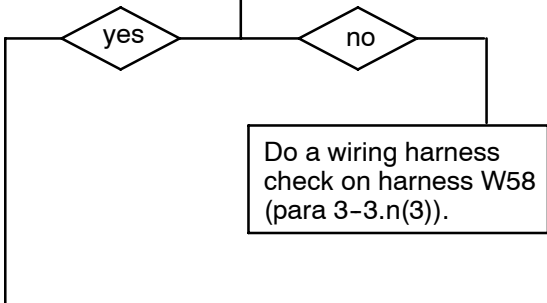 yes
no
Do a wiring harness
check on harness W58
(para 3-3.n(3)).